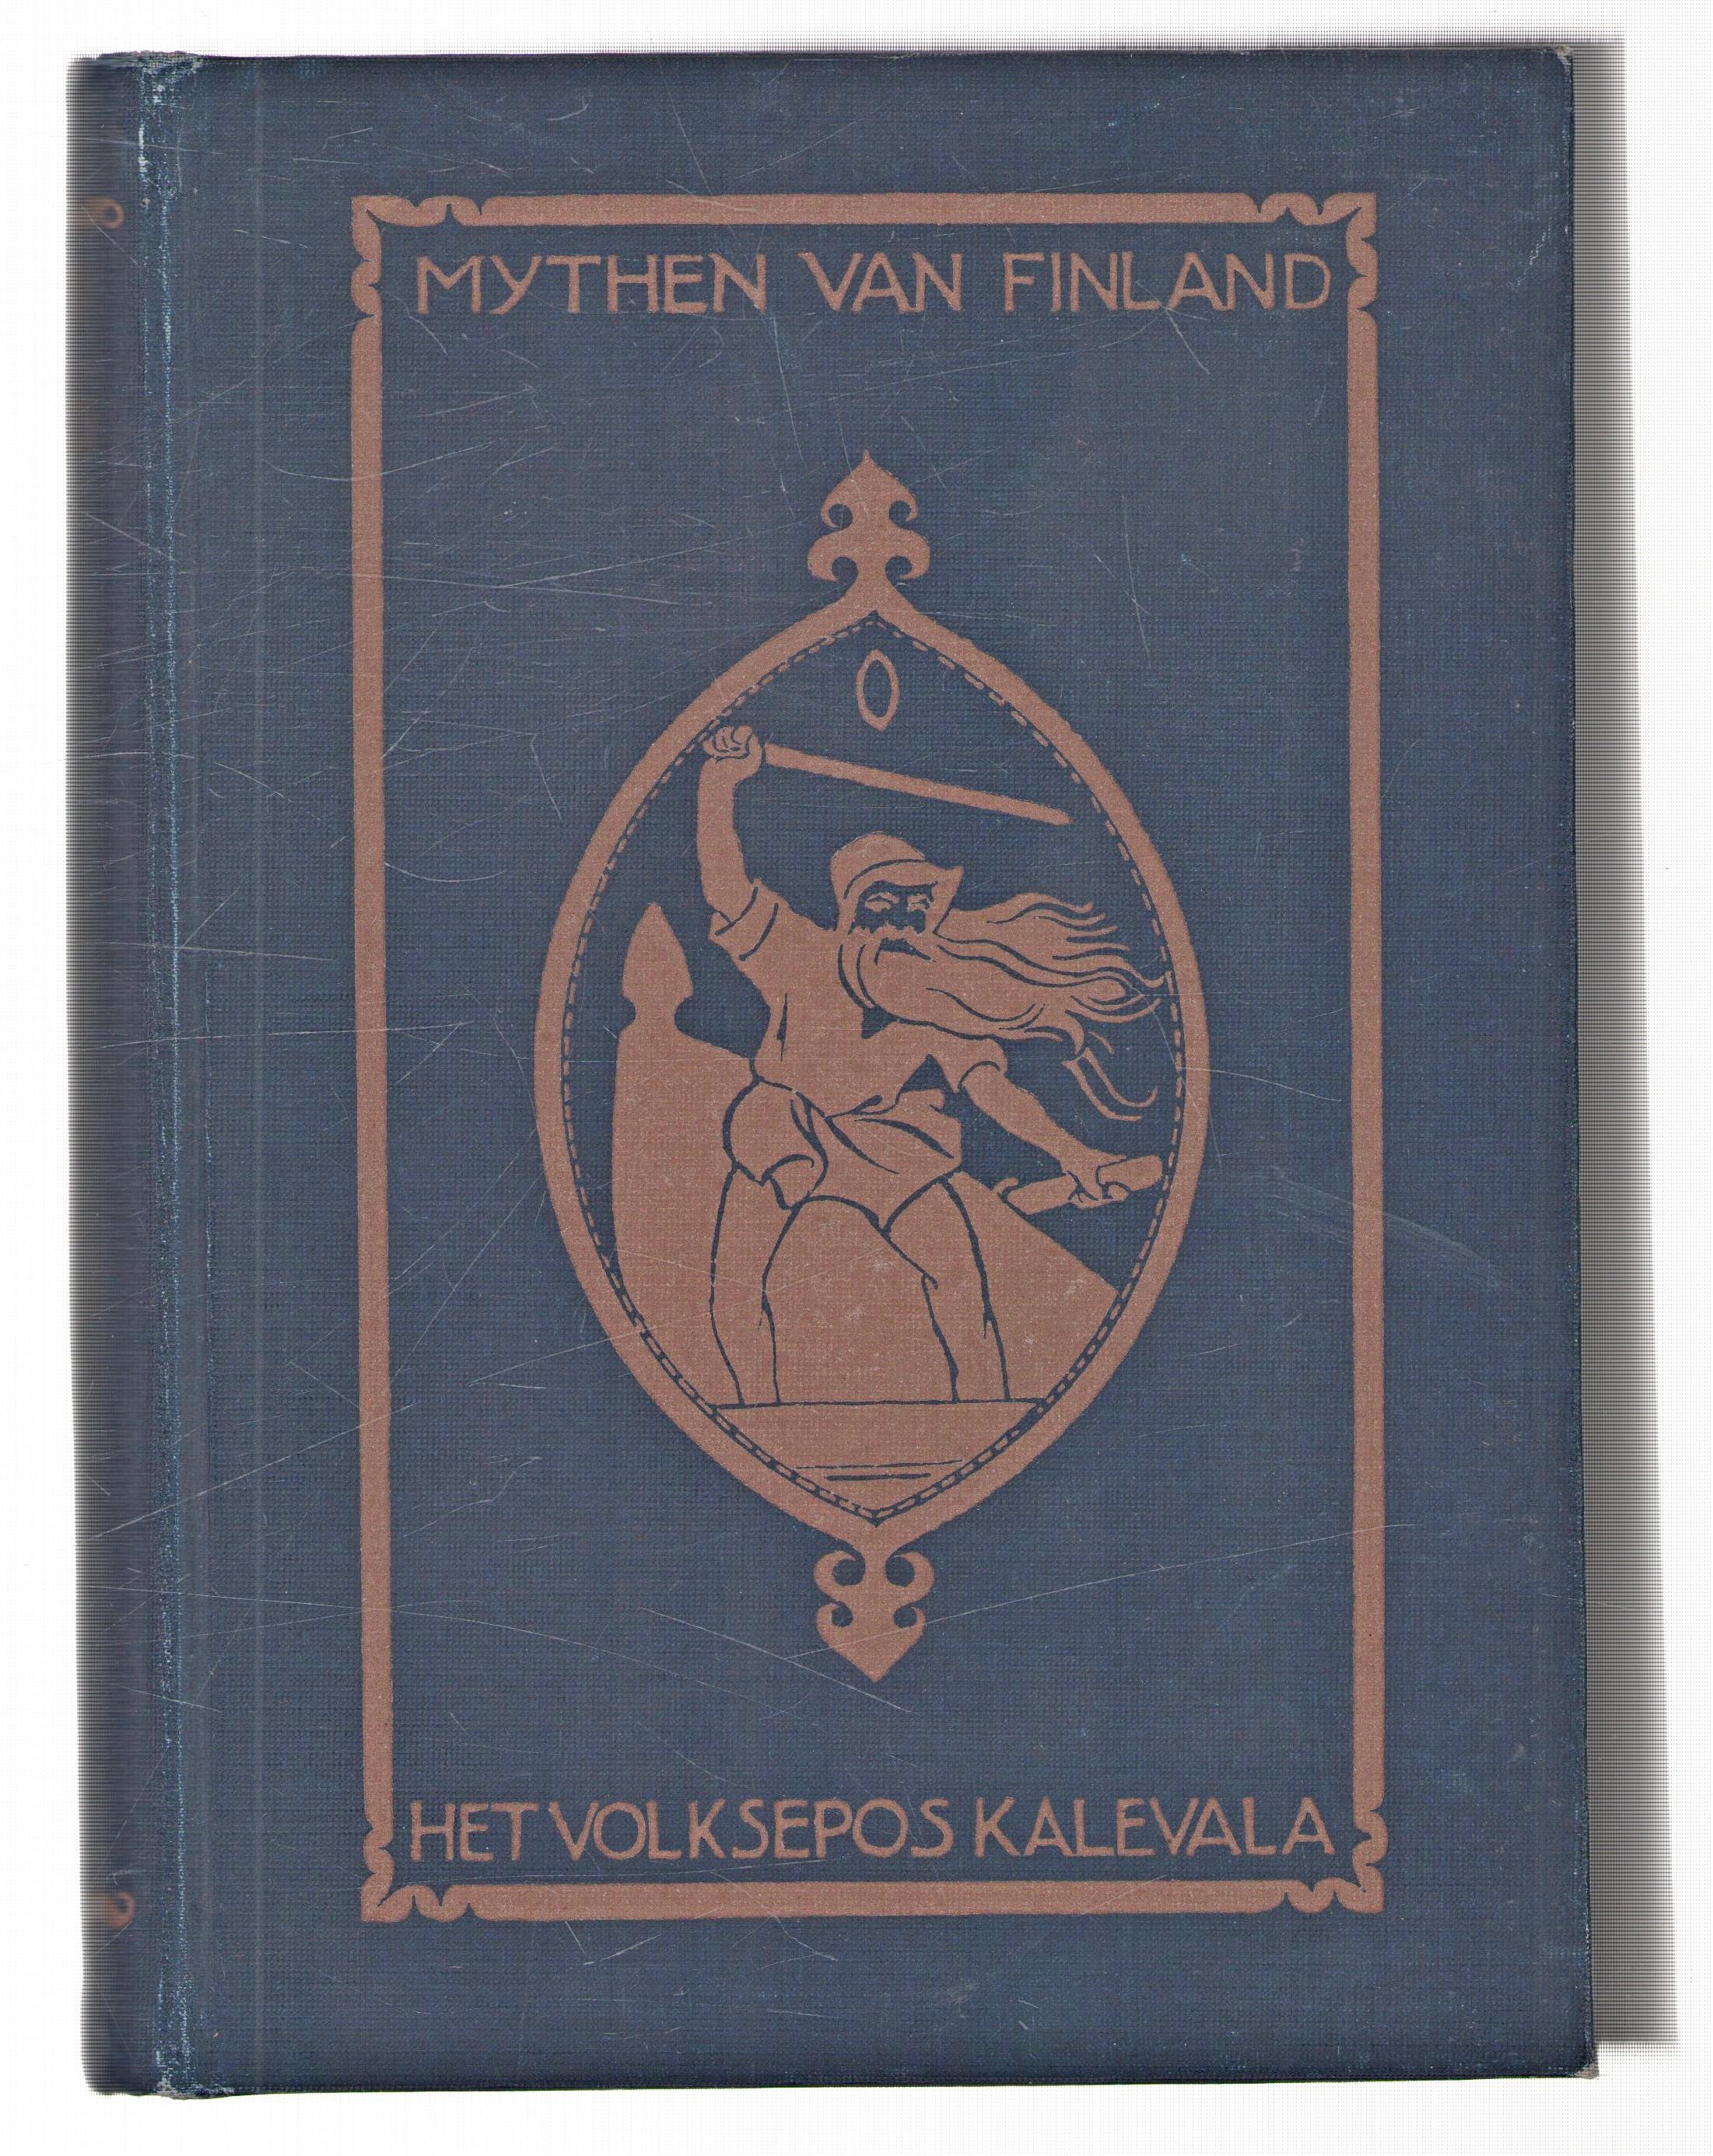 MYTHEN VAN FINLAND
HET VOLKSEPOS KALEVALA